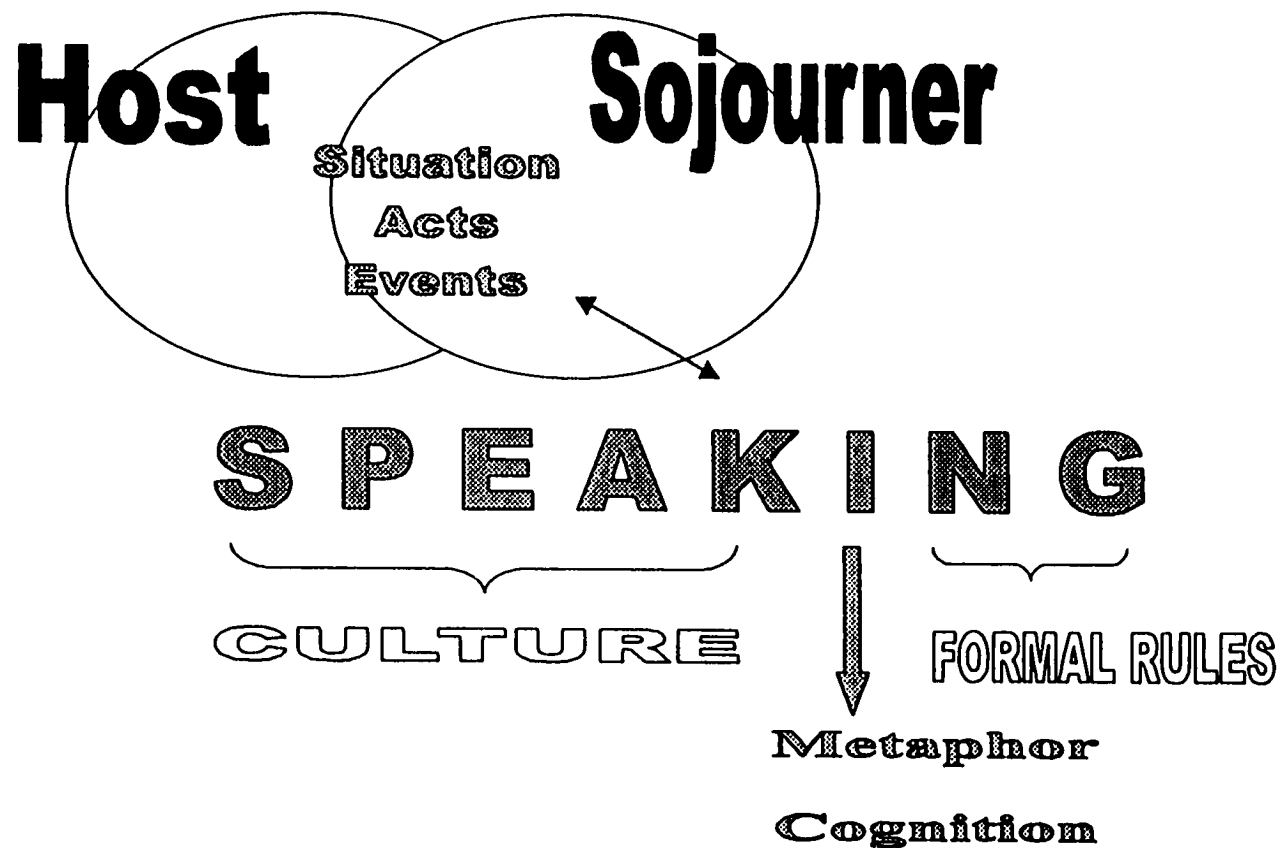 Host Sojourner
Situation
Acts
Events
SPEAKING
CULTURE
FORMAL RULES
Metaphor
Cognition